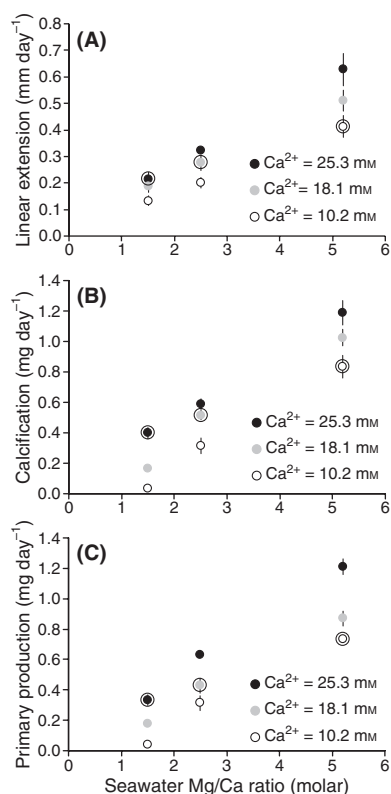 (A)
Linear extension (mm day⁻¹)
0.8
0.7
0.6
0.5
0.4
0.3
0.2
0.1
0.0
Ca²⁺ = 25.3 mM
Ca²⁺= 18.1 mM
Ca²⁺ = 10.2 mM
0 1 2 3 4 5 6
(B)
Calcification (mg day⁻¹)
1.4
1.2
1.0
0.8
0.6
0.4
0.2
0.0
Ca²⁺ = 25.3 mM
Ca²⁺ = 18.1 mM
Ca²⁺ = 10.2 mM
0 1 2 3 4 5 6
(C)
Primary production (mg day⁻¹)
1.4
1.2
1.0
0.8
0.6
0.4
0.2
0.0
Ca²⁺ = 25.3 mM
Ca²⁺ = 18.1 mM
Ca²⁺ = 10.2 mM
0 1 2 3 4 5 6
Seawater Mg/Ca ratio (molar)